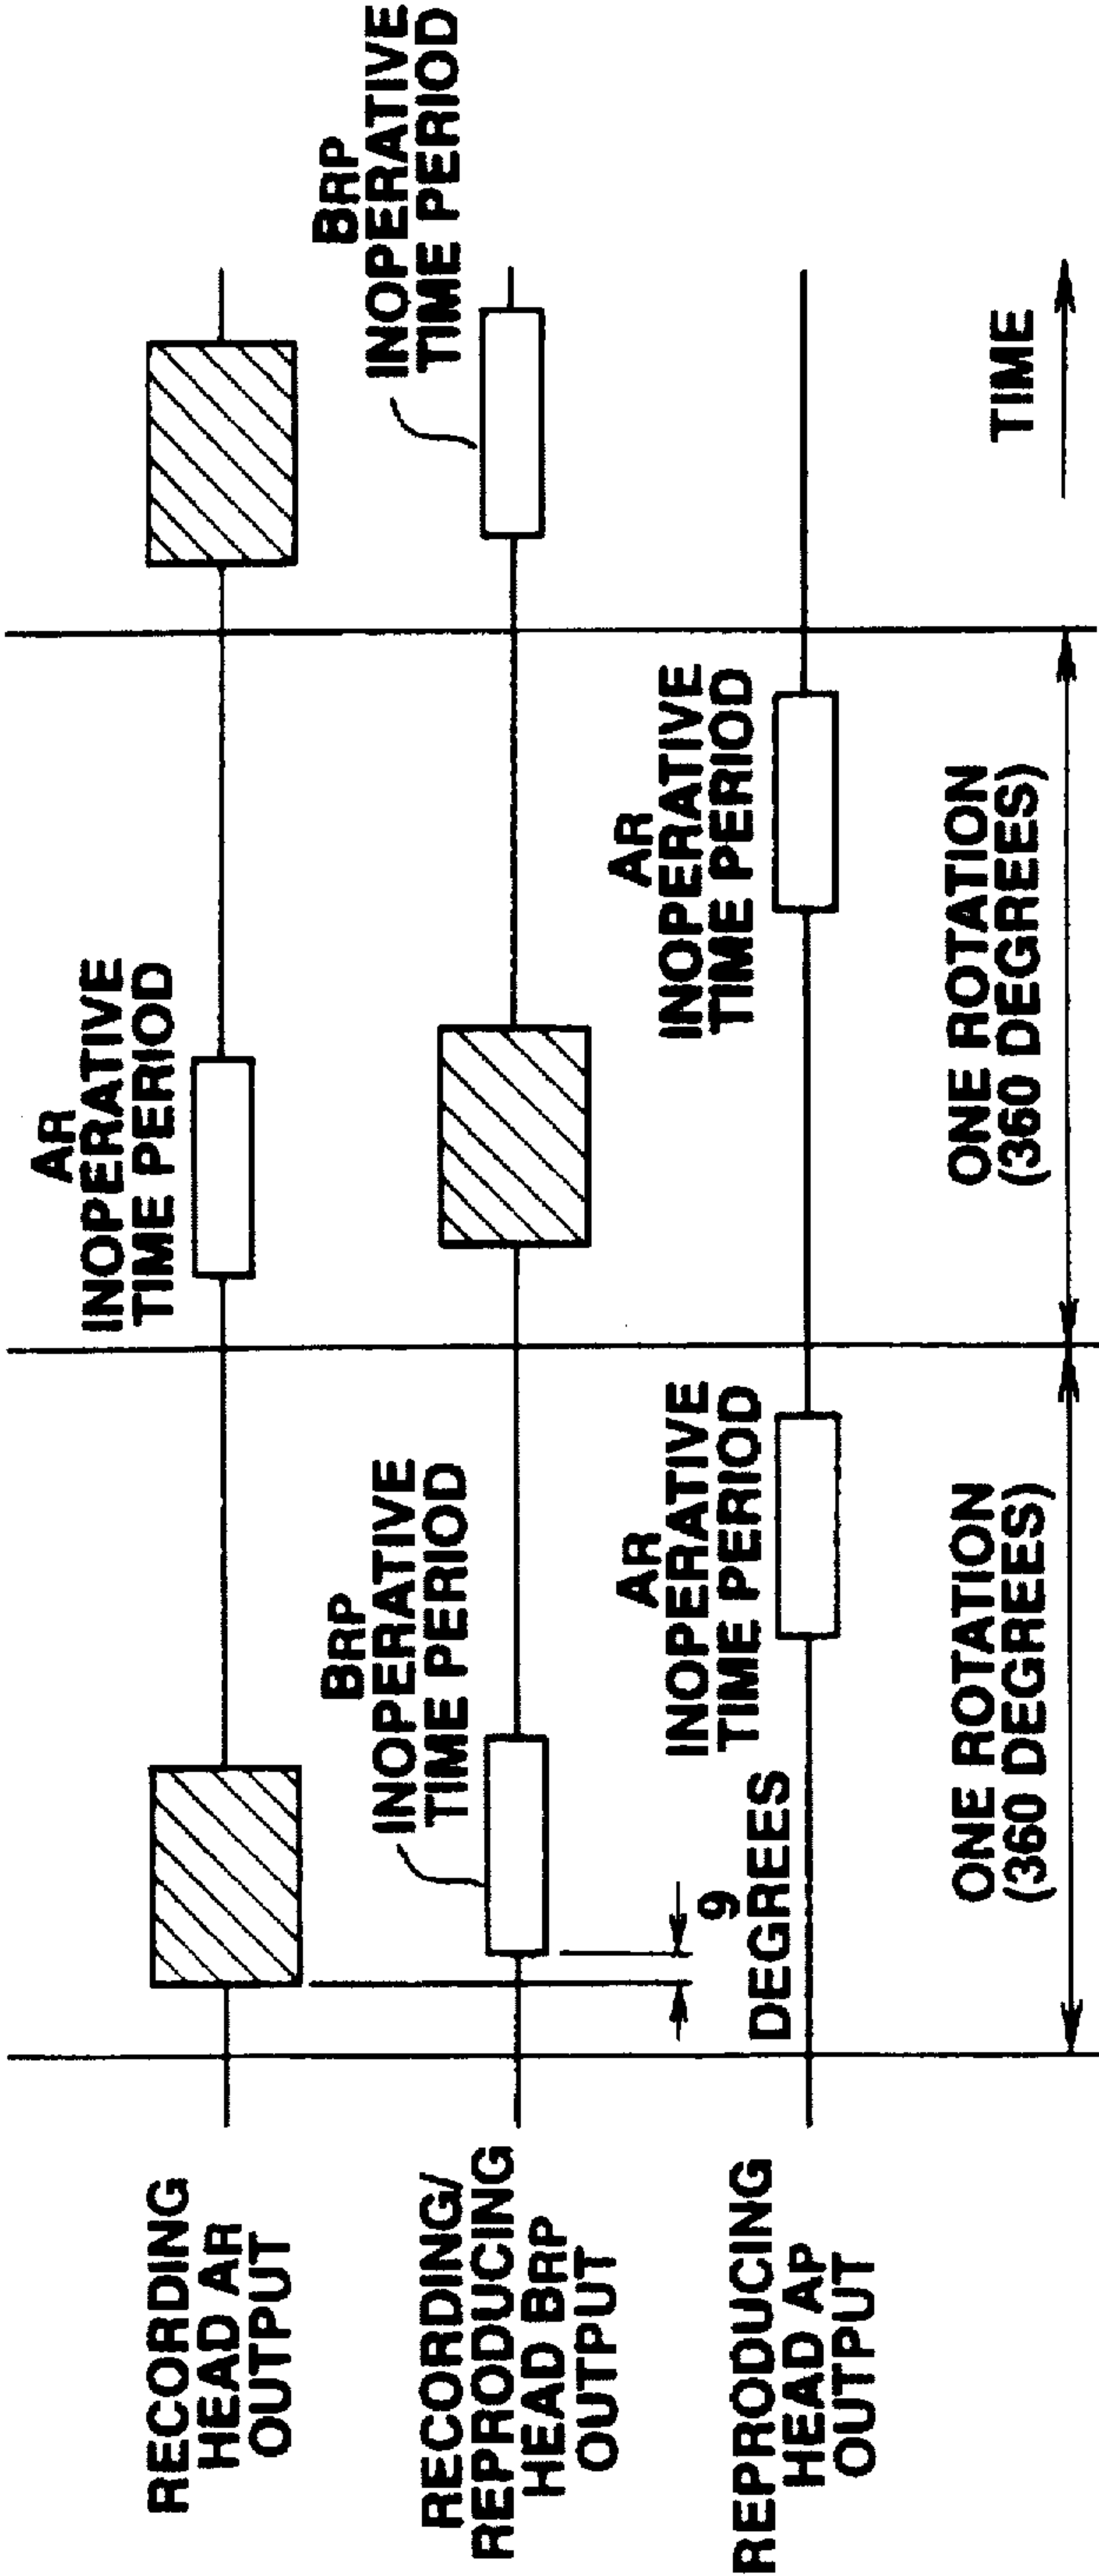 RECORDING
HEAD AR
OUTPUT
AR
INOPERATIVE
TIME PERIOD
RECORDING/
REPRODUCING
HEAD BRP
OUTPUT
BRP
INOPERATIVE
TIME PERIOD
BRP
INOPERATIVE
TIME PERIOD
REPRODUCING
HEAD AP
OUTPUT
9
DEGREES
AR
INOPERATIVE
TIME PERIOD
AR
INOPERATIVE
TIME PERIOD
ONE ROTATION
(360 DEGREES)
ONE ROTATION
(360 DEGREES)
TIME